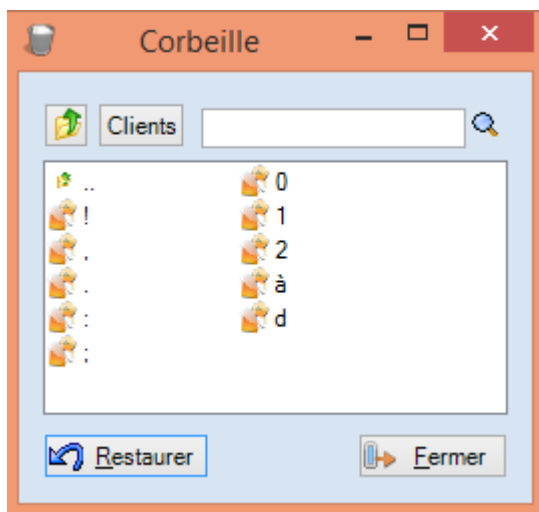 Corbeille
Clients
..
!
,
.
:
;
0
1
2
à
d
Restaurer
Fermer